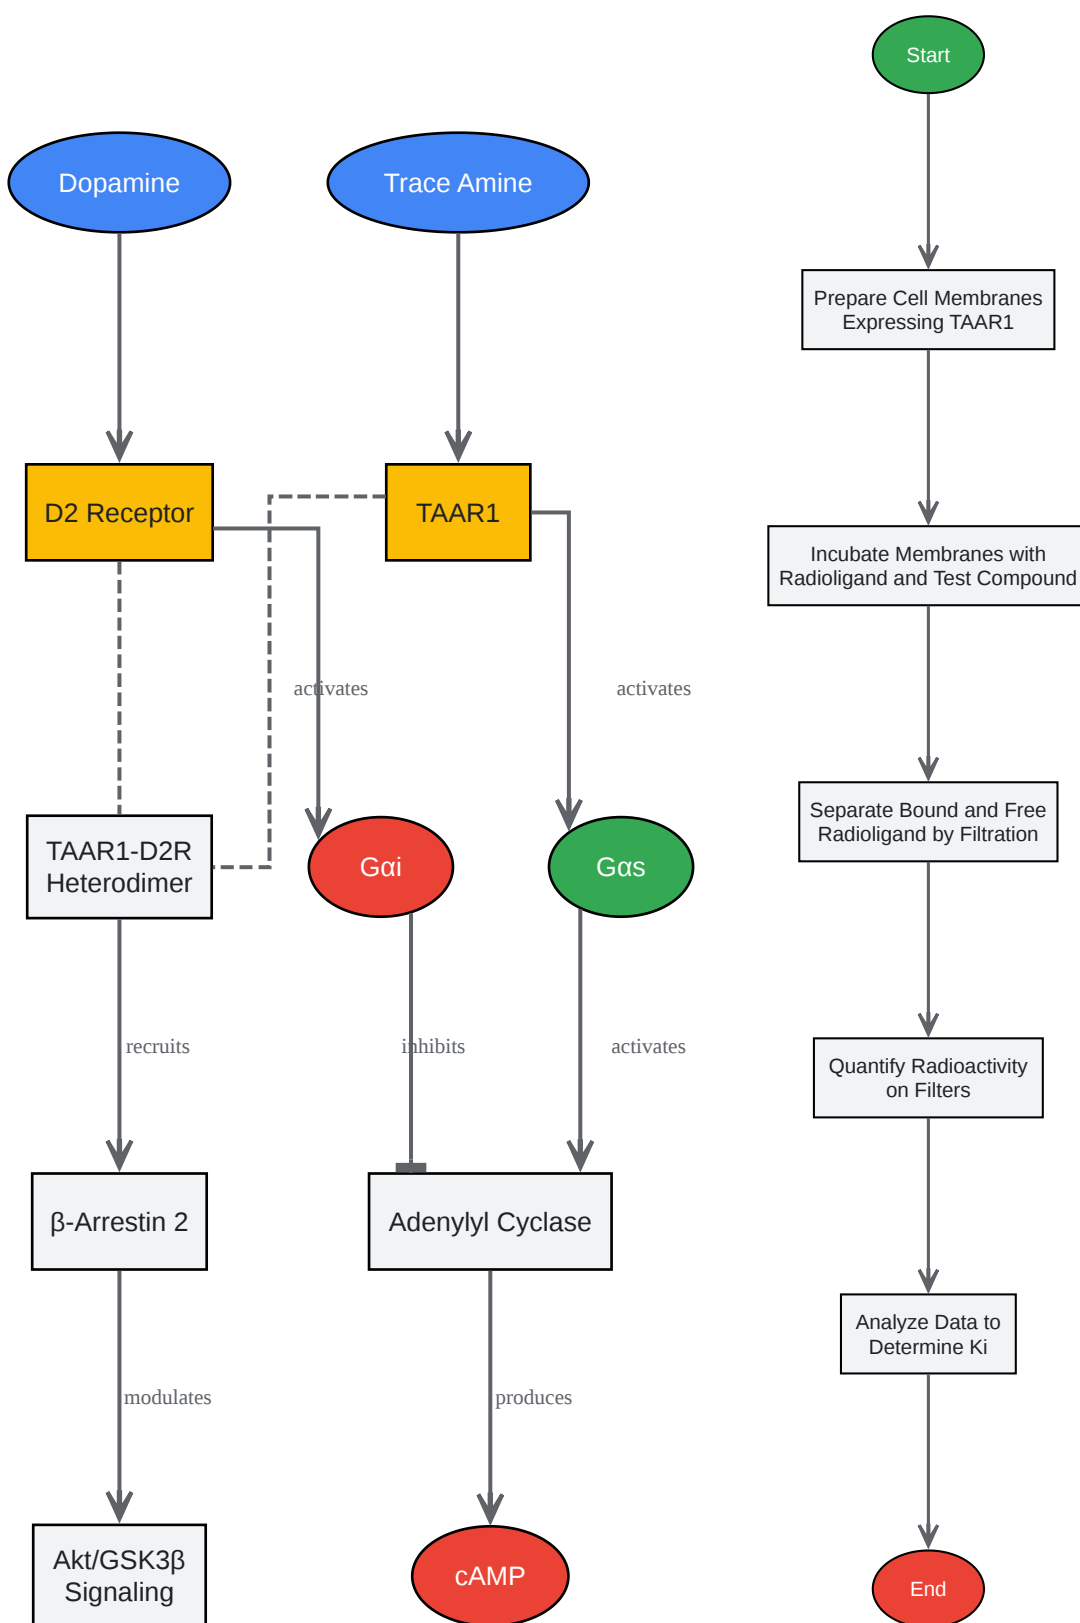 Dopamine
Trace Amine
D2 Receptor
TAAR1
activates
activates
TAAR1-D2R
Heterodimer
Gαi
Gαs
recruits
inhibits
activates
β-Arrestin 2
Adenylyl Cyclase
modulates
produces
Akt/GSK3β
Signaling
cAMP
Start
Prepare Cell Membranes
Expressing TAAR1
Incubate Membranes with
Radioligand and Test Compound
Separate Bound and Free
Radioligand by Filtration
Quantify Radioactivity
on Filters
Analyze Data to
Determine Ki
End